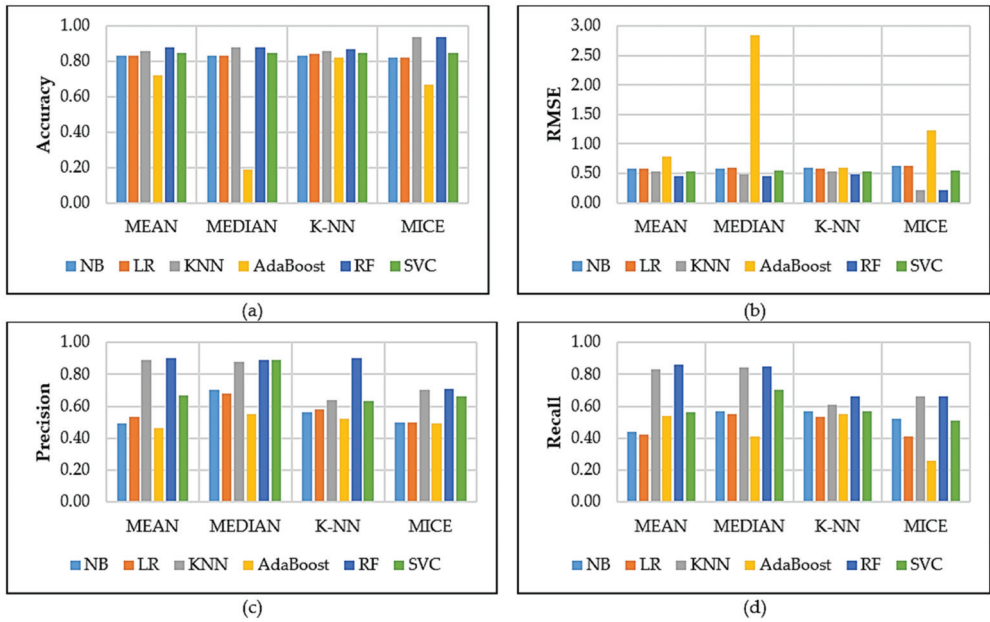 1.00
0.80
0.60
0.40
0.20
0.00
Accuracy
MEAN MEDIAN K-NN MICE
NB LR KNN AdaBoost RF SVC
(a)
3.00
2.50
2.00
1.50
1.00
0.50
0.00
RMSE
MEAN MEDIAN K-NN MICE
NB LR KNN AdaBoost RF SVC
(b)
1.00
0.80
0.60
0.40
0.20
0.00
Precision
MEAN MEDIAN K-NN MICE
NB LR KNN AdaBoost RF SVC
(c)
1.00
0.80
0.60
0.40
0.20
0.00
Recall
MEAN MEDIAN K-NN MICE
NB LR KNN AdaBoost RF SVC
(d)